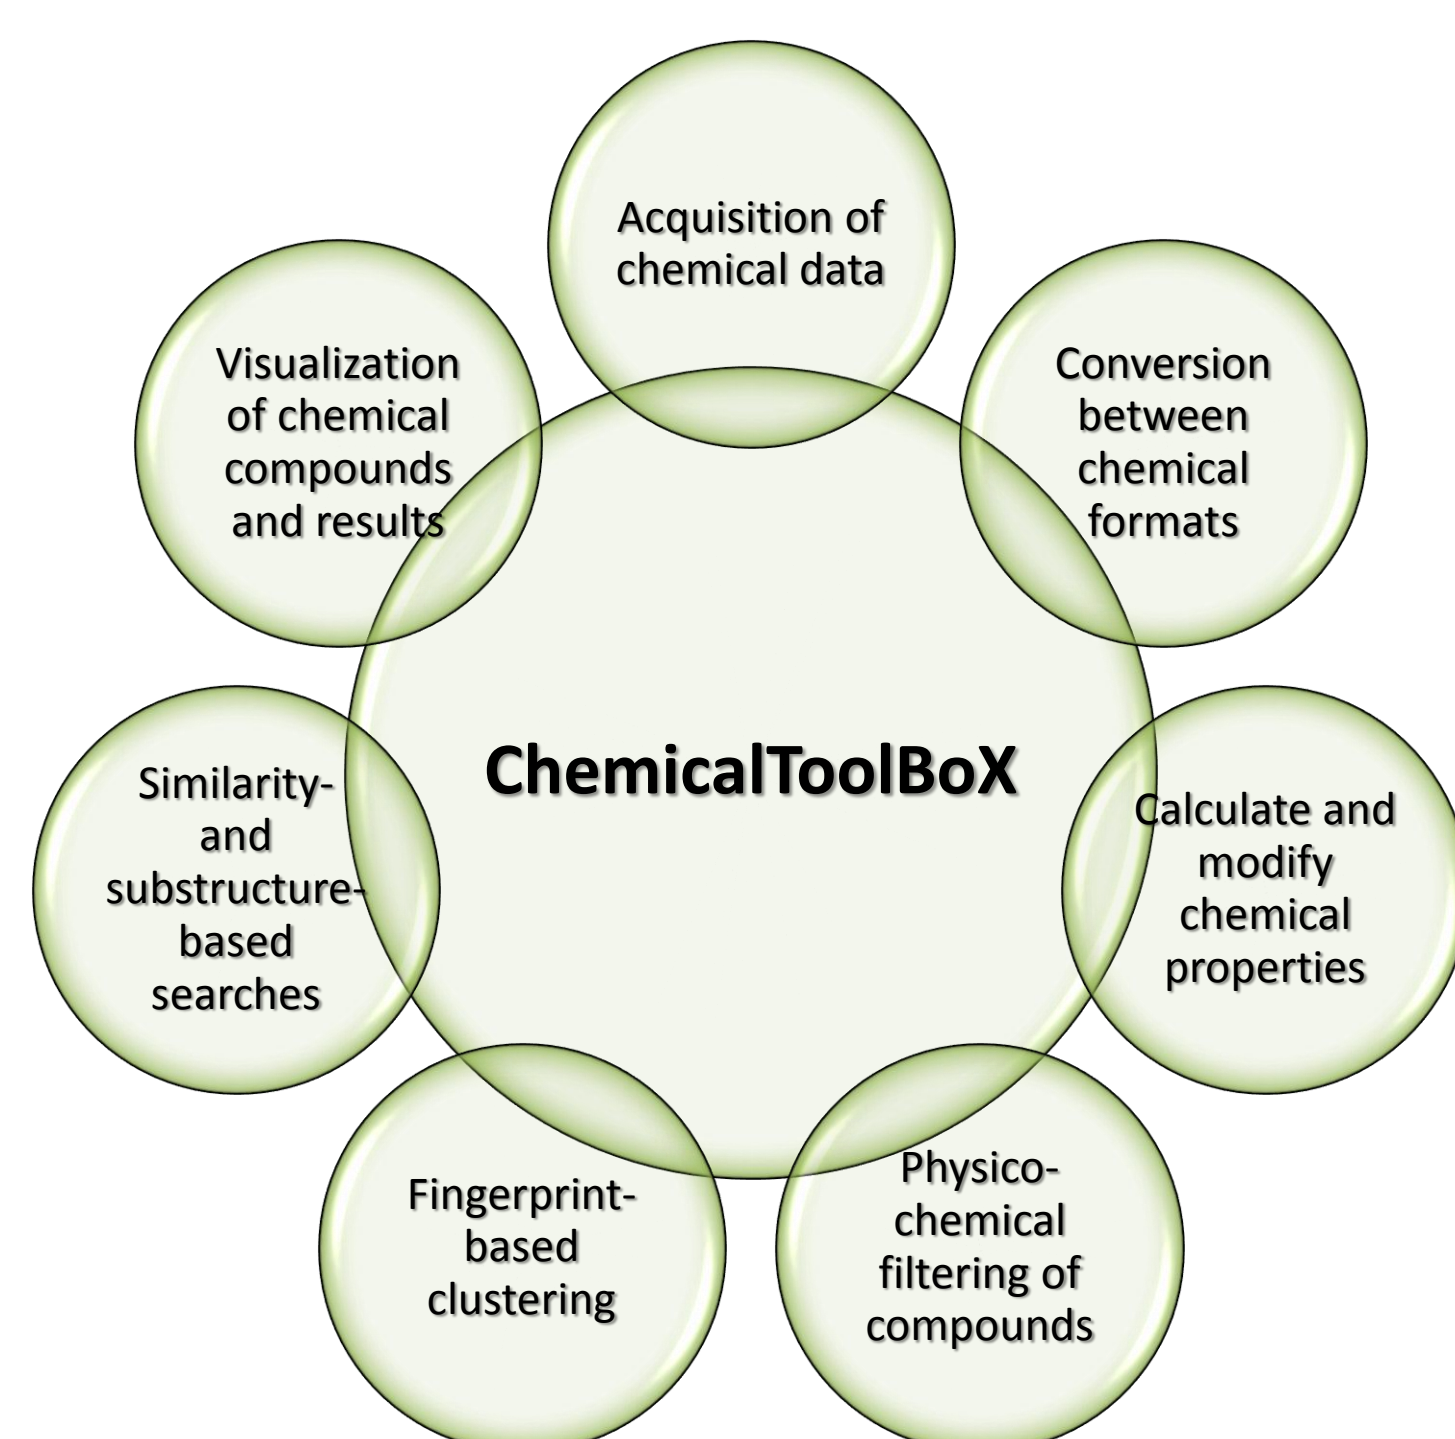 Acquisition of
chemical data
Conversion
between
chemical
formats
Calculate and
modify
chemical
properties
Physico-
chemical
filtering of
compounds
Fingerprint-
based
clustering
Similarity-
and
substructure-
based
searches
Visualization
of chemical
compounds
and results
ChemicalToolBoX